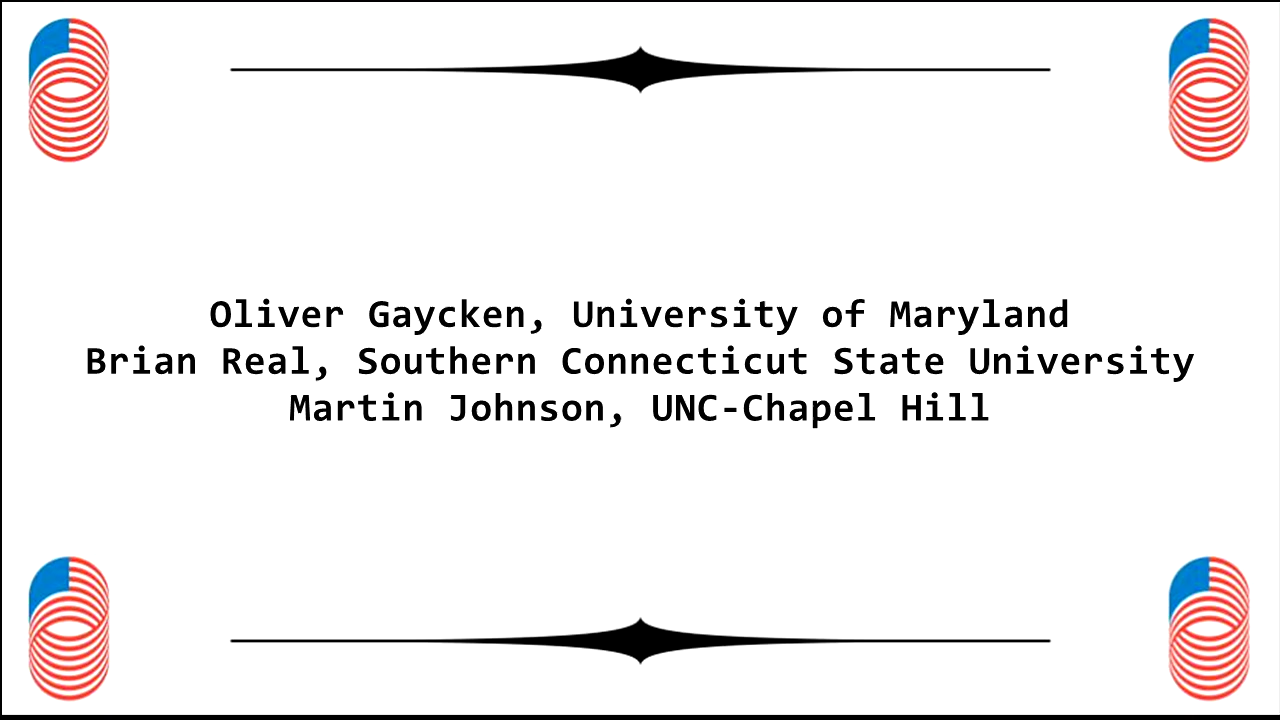 Oliver Gaycken, University of Maryland
Brian Real, Southern Connecticut State University
Martin Johnson, UNC-Chapel Hill